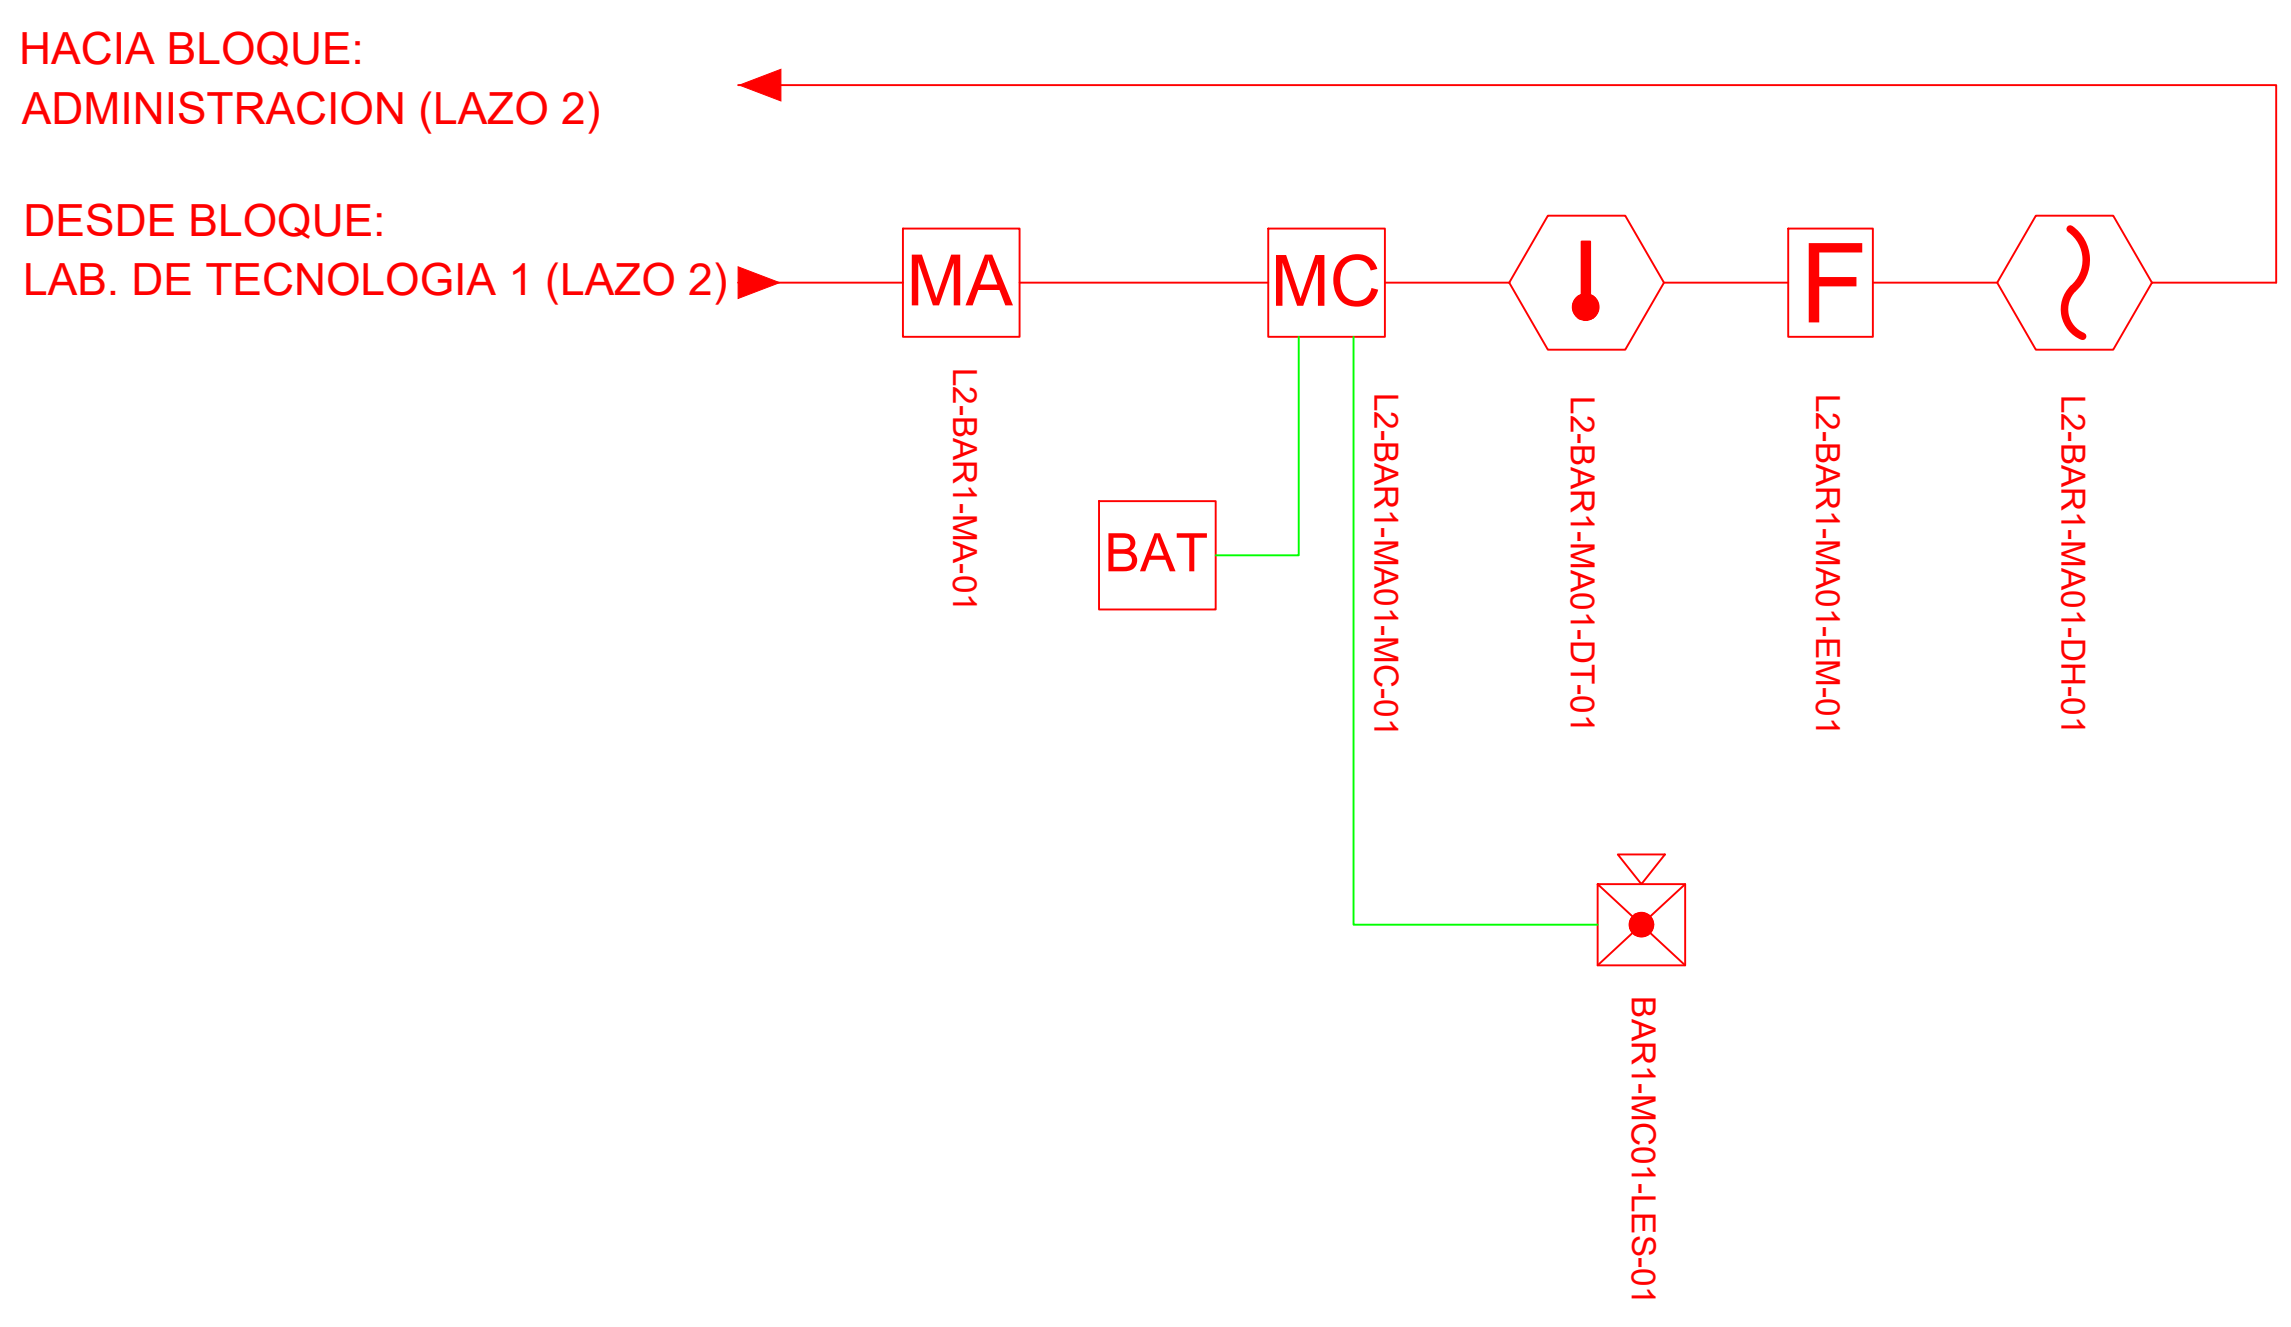 HACIA BLOQUE:
ADMINISTRACION (LAZO 2)
DESDE BLOQUE:
LAB. DE TECNOLOGIA 1 (LAZO 2)
MA
MC
F
L2-BAR1-MA-01
L2-BAR1-MA01-MC-01
L2-BAR1-MA01-DT-01
L2-BAR1-MA01-EM-01
L2-BAR1-MA01-DH-01
BAT
BAR1-MC01-LES-01